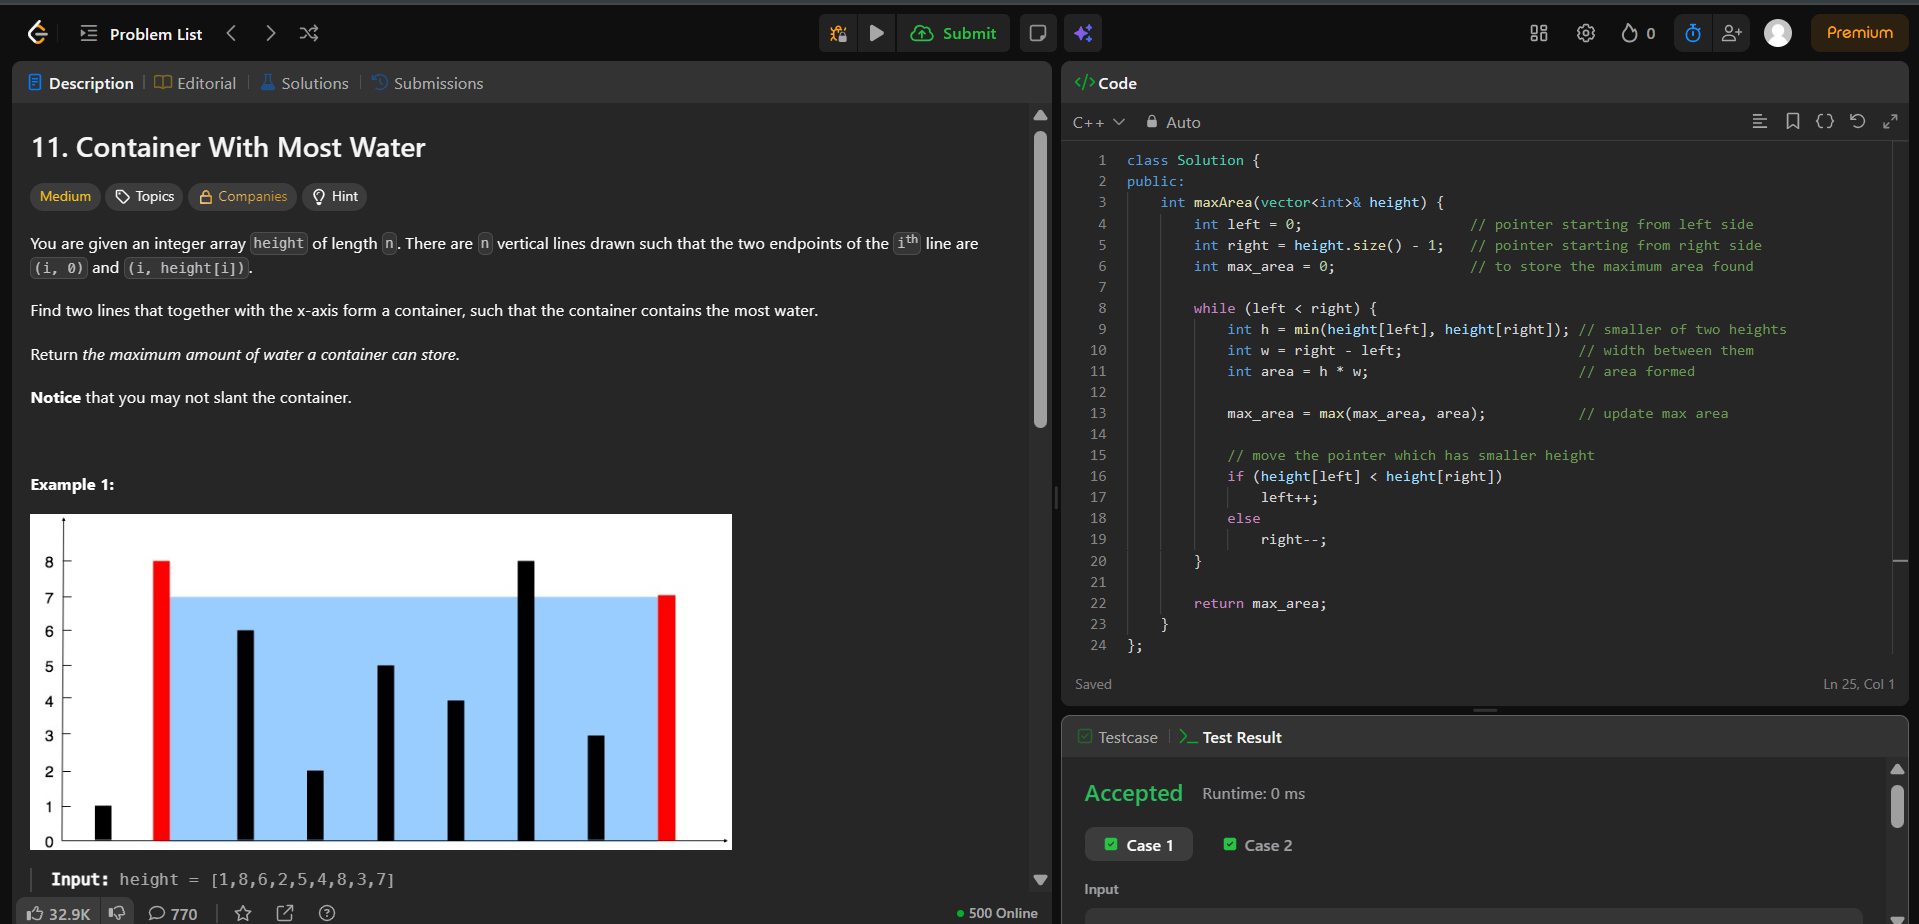 Problem List
Submit
0
Premium
Description
Editorial
Solutions
Submissions
11. Container With Most Water
Medium
Topics
Companies
Hint
You are given an integer array height of length n. There are n vertical lines drawn such that the two endpoints of the ith line are
(i, 0) and (i, height[i]).
Find two lines that together with the x-axis form a container, such that the container contains the most water.
Return the maximum amount of water a container can store.
Notice that you may not slant the container.
Example 1:
8
7
6
5
4
3
2
1
0
Input: height = [1,8,6,2,5,4,8,3,7]
32.9K
770
500 Online
</> Code
C++
Auto
1 class Solution {
2 public:
3     int maxArea(vector<int>& height) {
4         int left = 0;                    // pointer starting from left side
5         int right = height.size() - 1;   // pointer starting from right side
6         int max_area = 0;                // to store the maximum area found
7
8         while (left < right) {
9             int h = min(height[left], height[right]); // smaller of two heights
10             int w = right - left;                     // width between them
11             int area = h * w;                         // area formed
12
13             max_area = max(max_area, area);           // update max area
14
15             // move the pointer which has smaller height
16             if (height[left] < height[right])
17                 left++;
18             else
19                 right--;
20         }
21
22         return max_area;
23     }
24 };
Saved
Ln 25, Col 1
Testcase
Test Result
Accepted
Runtime: 0 ms
Case 1
Case 2
Input